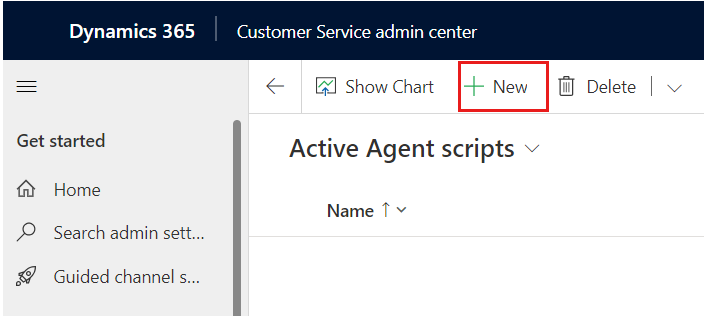 Dynamics 365 Customer Service admin center
Show Chart New Delete
Get started
Active Agent scripts
Home
Name
Search admin sett...
Guided channel s...